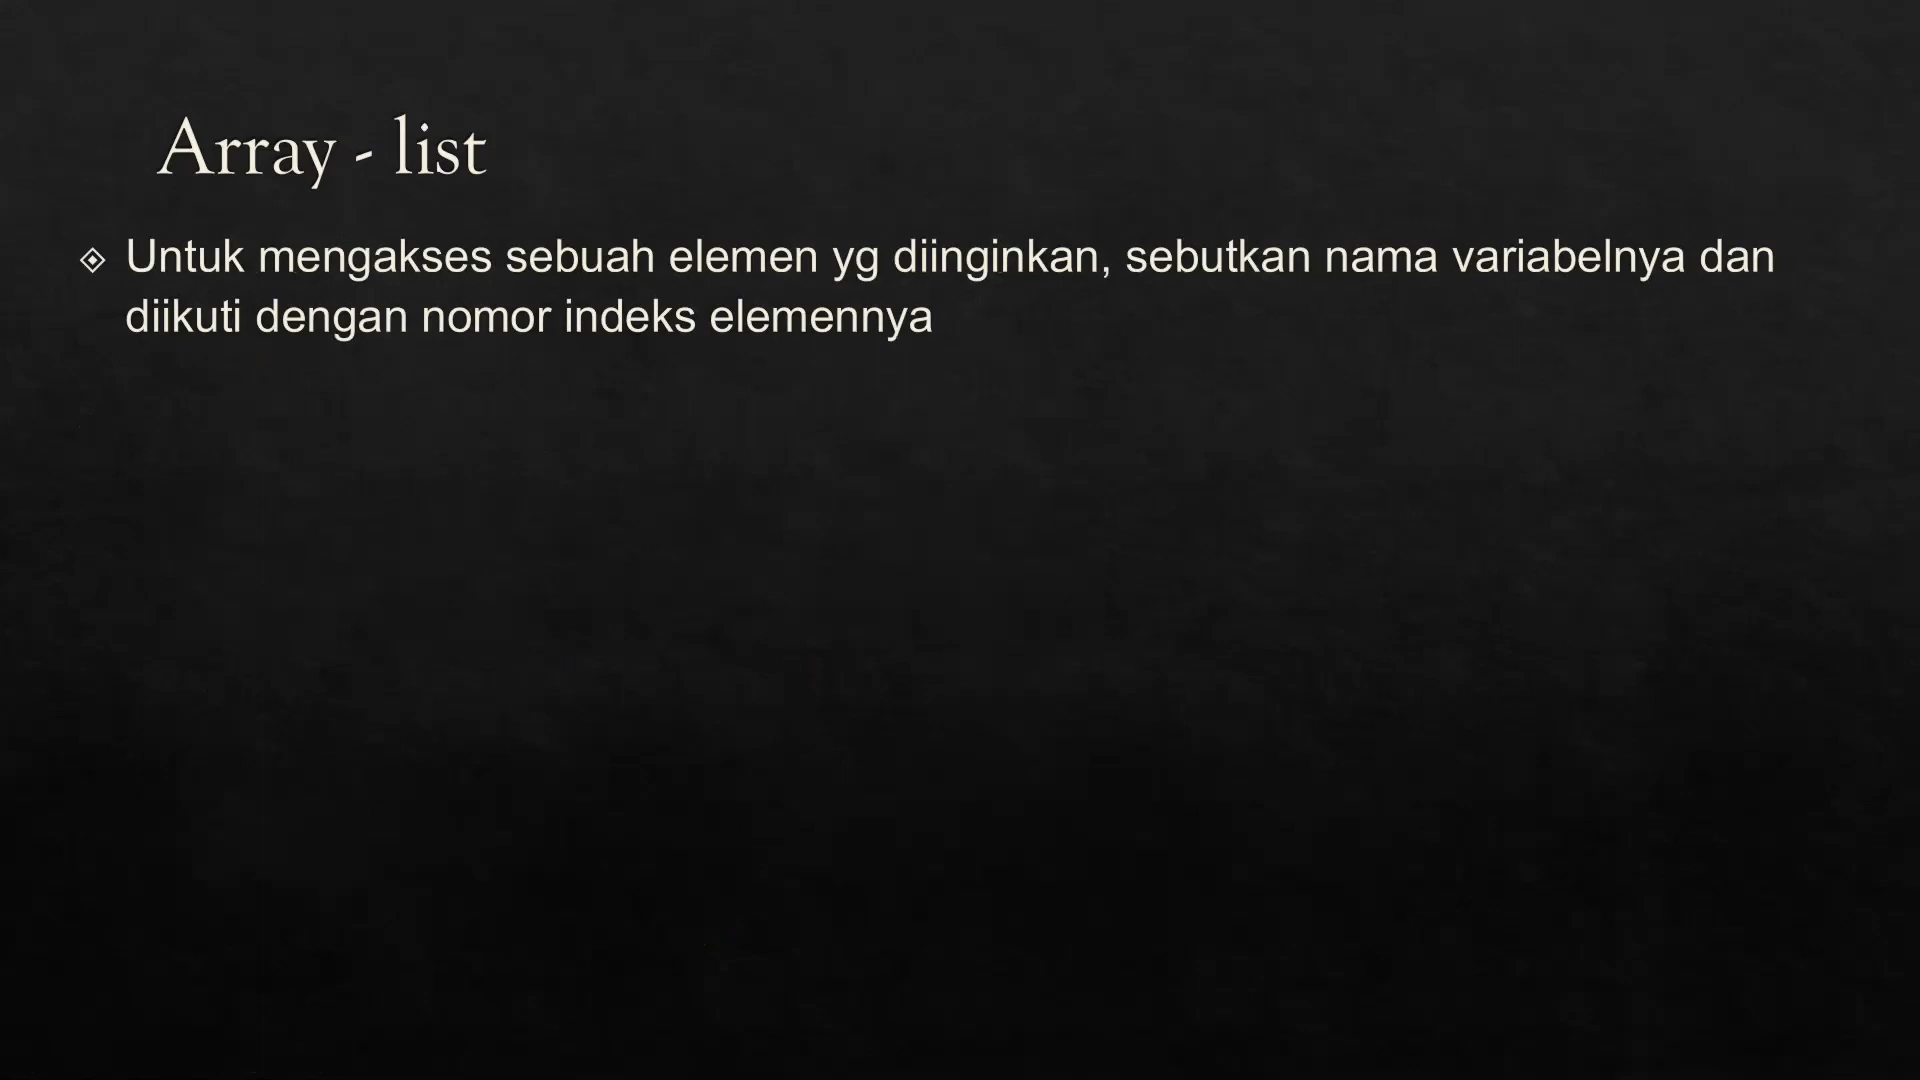 Array - list
Untuk mengakses sebuah elemen yg diinginkan, sebutkan nama variabelnya dan
diikuti dengan nomor indeks elemennya